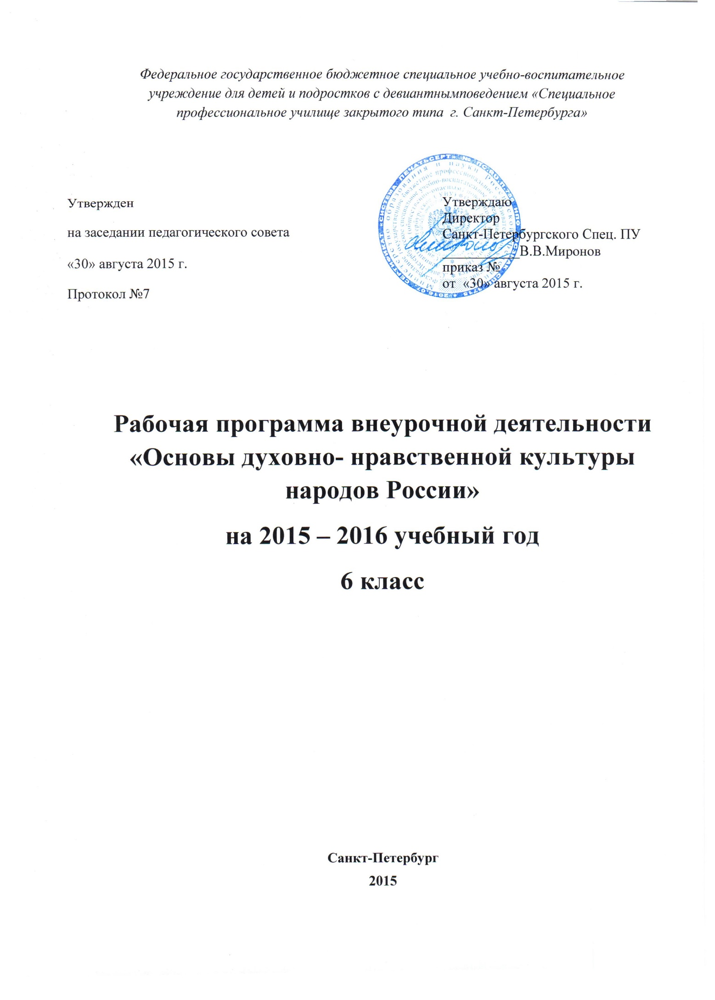 Федеральное государственное бюджетное специальное учебно-воспитательное
учреждение для детей и подростков с девиантнымповедением «Специальное
профессиональное училище закрытого типа г. Санкт-Петербурга»
Утвержден
на заседании педагогического совета
«30» августа 2015 г.
Протокол №7
Утверждаю
Директор
Санкт-Петербургского Спец. ПУ
____________В.В.Миронов
приказ №
от «30» августа 2015 г.
Рабочая программа внеурочной деятельности
«Основы духовно- нравственной культуры
народов России»
на 2015 – 2016 учебный год
6 класс
Санкт-Петербург
2015